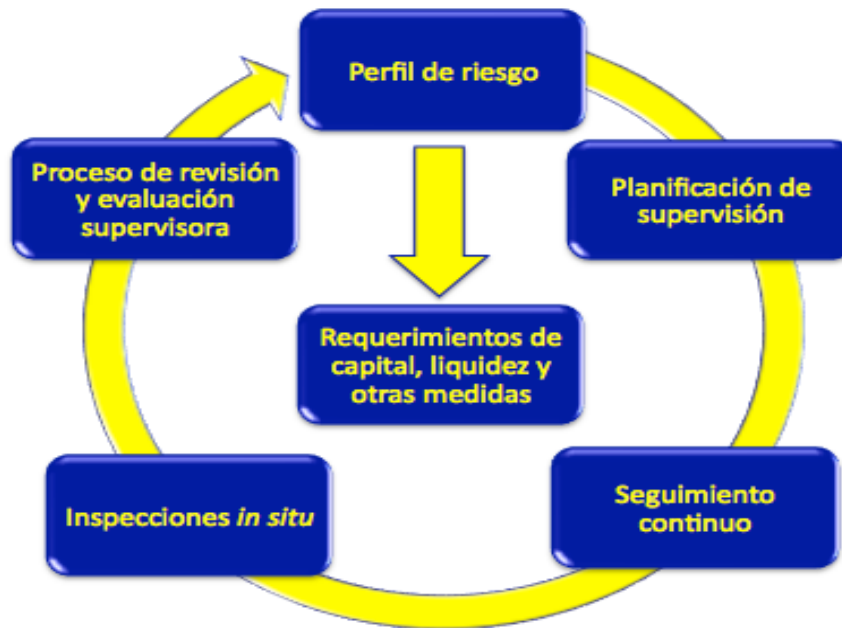 Perfil de riesgo
Proceso de revisión
y evaluación
supervisora
Planificación de
supervisión
Requerimientos de
capital, liquidez y
otras medidas
Inspecciones in situ
Seguimiento
continuo